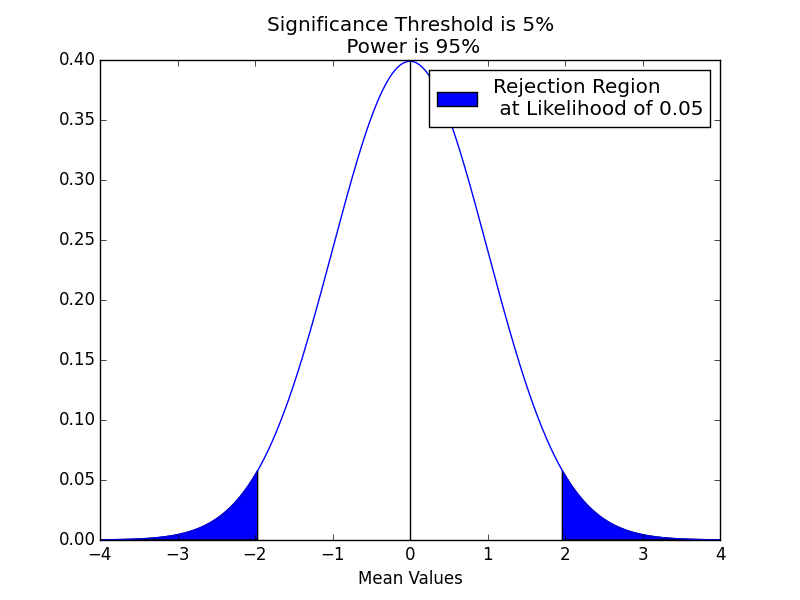 Significance Threshold is 5%
Power is 95%
Rejection Region
at Likelihood of 0.05
0.40
0.35
0.30
0.25
0.20
0.15
0.10
0.05
0.00
−4 −3 −2 −1 0 1 2 3 4
Mean Values